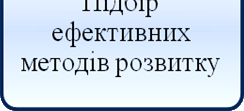 Підбір
ефективних
методів розвитку